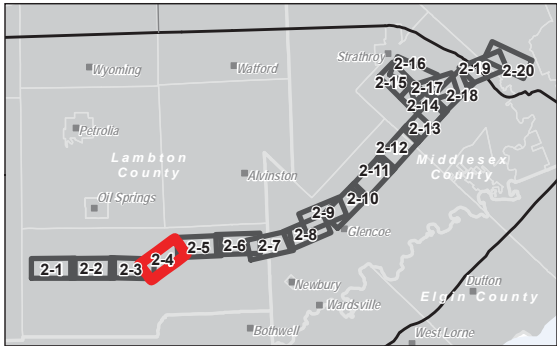 Strathroy
2-16
2-19
2-20
Wyoming
Watford
2-15
2-17
2-18
2-14
Petrolia
2-13
2-12
Lambton
County
Middlesex
County
2-11
Alvinston
Oil Springs
2-10
2-9
Glencoe
2-8
2-7
2-6
2-5
2-4
2-3
2-2
2-1
Newbury
Dutton
Elgin County
Wardsville
Bothwell
West Lorne